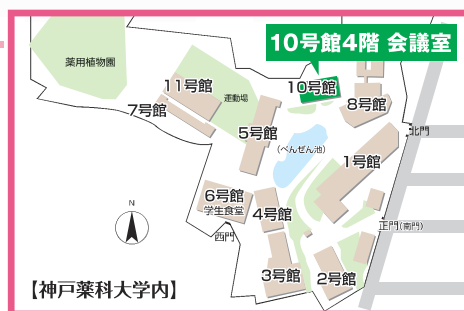 10号館4階 会議室
薬用植物園
11号館
10号館
運動場
7号館
8号館
5号館
北門
(べんぜん池)
1号館
6号館
学生食堂
4号館
N
西門
正門(南門)
3号館
2号館
【神戸薬科大学内】